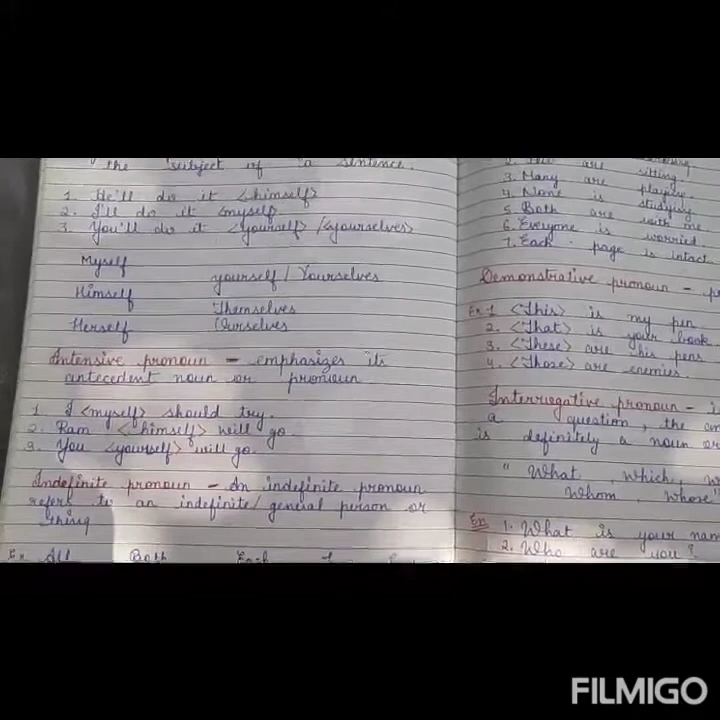 the subject of a sentence.
1. He'll do it <himself>
2. I'll do it <myself>
3. You'll do it <yourself> / <yourselves>
Myself
yourself / Yourselves
Himself
Themselves
Herself
Ourselves
Intensive pronoun - emphasizes its
antecedent noun or pronoun
1. I <myself> should try.
2. Ram <himself> will go.
3. You <yourself> will go.
Indefinite pronoun - An indefinite pronoun
refers to an indefinite/general person or
thing
Ex All Both Each
2. are sitting.
3. Many are playing.
4. None is studying
5. Both are with me
6. Everyone is worried.
7. Each page is intact
Demonstrative pronoun -
Ex 1 <This> is my pen.
2. <That> is your book
3. <These> are his pens
4. <Those> are enemies.
Interrogative pronoun -
a question, the
is definitely a noun or
"What, which,
Whom, whose"
En 1. What is your nam
2. Who are you?
FILMIGO